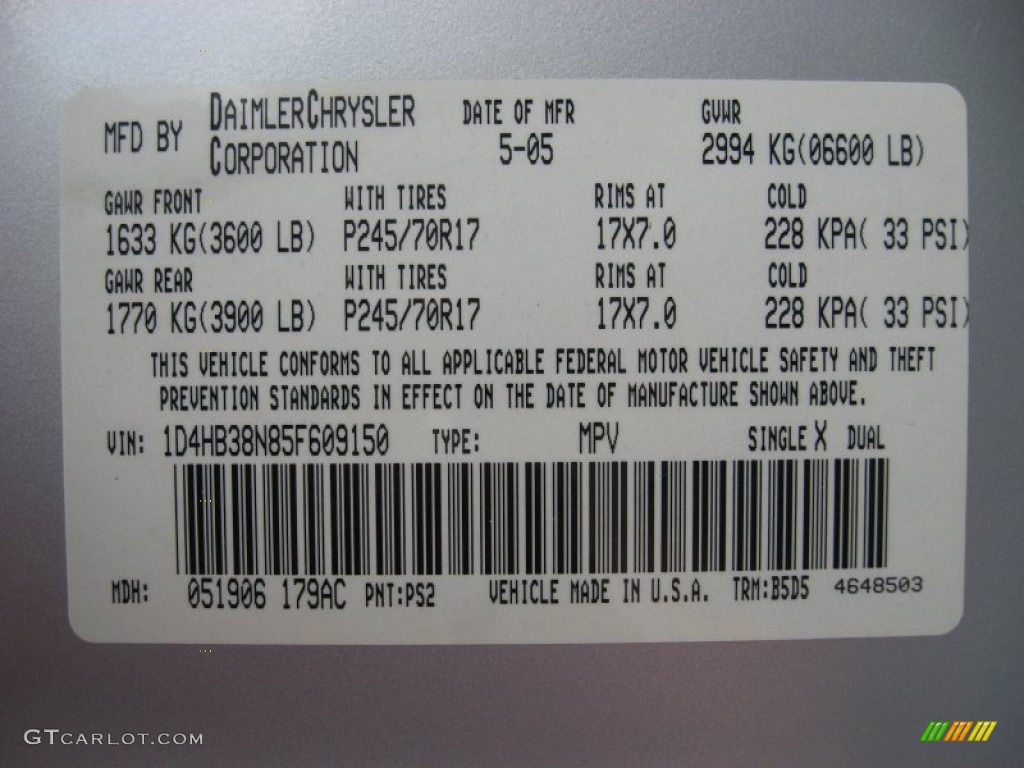 MFD BY DAIMLERCHRYSLER CORPORATION DATE OF MFR 5-05 GVWR 2994 KG(06600 LB)
GAWR FRONT WITH TIRES RIMS AT COLD
1633 KG(3600 LB) P245/70R17 17X7.0 228 KPA( 33 PSI)
GAWR REAR WITH TIRES RIMS AT COLD
1770 KG(3900 LB) P245/70R17 17X7.0 228 KPA( 33 PSI)
THIS VEHICLE CONFORMS TO ALL APPLICABLE FEDERAL MOTOR VEHICLE SAFETY AND THEFT
PREVENTION STANDARDS IN EFFECT ON THE DATE OF MANUFACTURE SHOWN ABOVE.
VIN: 1D4HB38N85F609150 TYPE: MPV SINGLE X DUAL
MDH: 051906 179AC PNT:PS2 VEHICLE MADE IN U.S.A. TRM:B5D5 4648503
GTCARLOT.COM